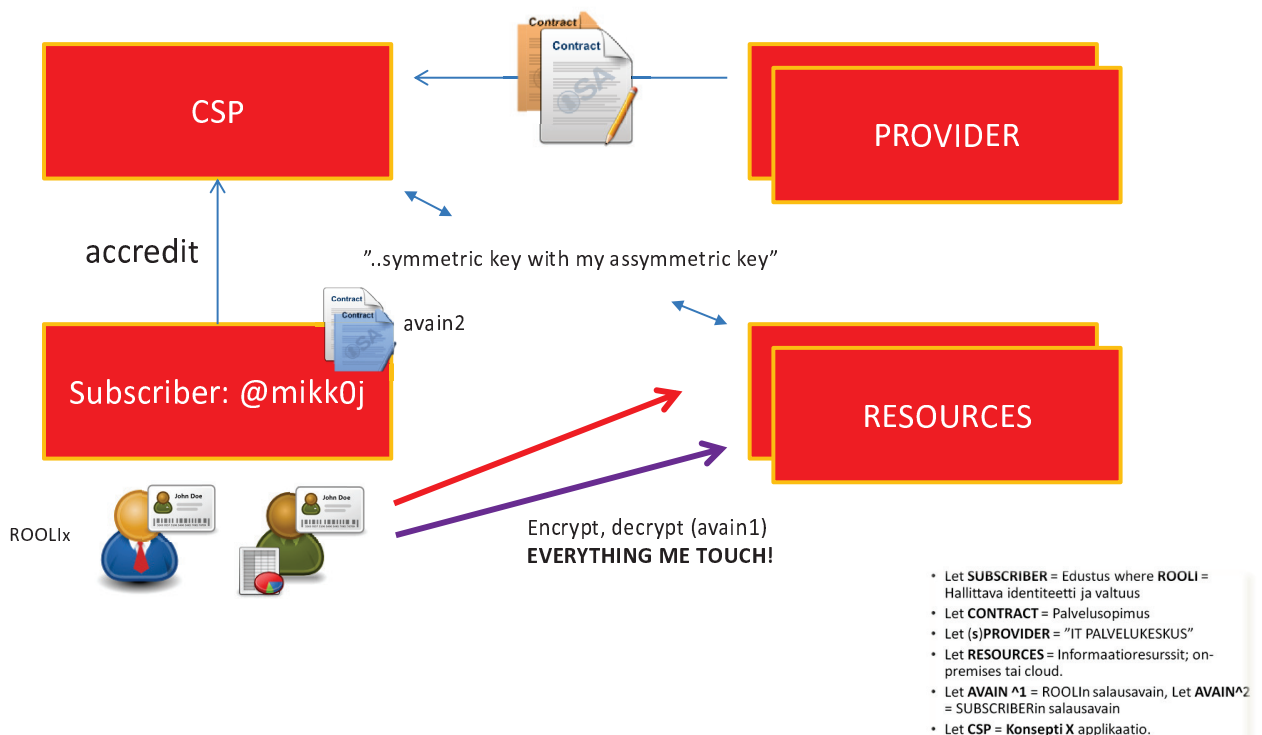 Contract
Contract
CSP
PROVIDER
accredit
”..symmetric key with my assymmetric key”
Contract
Contract
avain2
Subscriber: @mikk0j
RESOURCES
John Doe
John Doe
ROOLIx
Encrypt, decrypt (avain1)
EVERYTHING ME TOUCH!
• Let SUBSCRIBER = Edustus where ROOLI =
Hallittava identiteetti ja valtuus
• Let CONTRACT = Palvelusopimus
• Let (s)PROVIDER = ”IT PALVELUKESKUS”
• Let RESOURCES = Informaatioresurssit; on-
premises tai cloud.
• Let AVAIN ^1 = ROOLIn salausavain, Let AVAIN^2
= SUBSCRIBERin salausavain
• Let CSP = Konsepti X applikaatio.